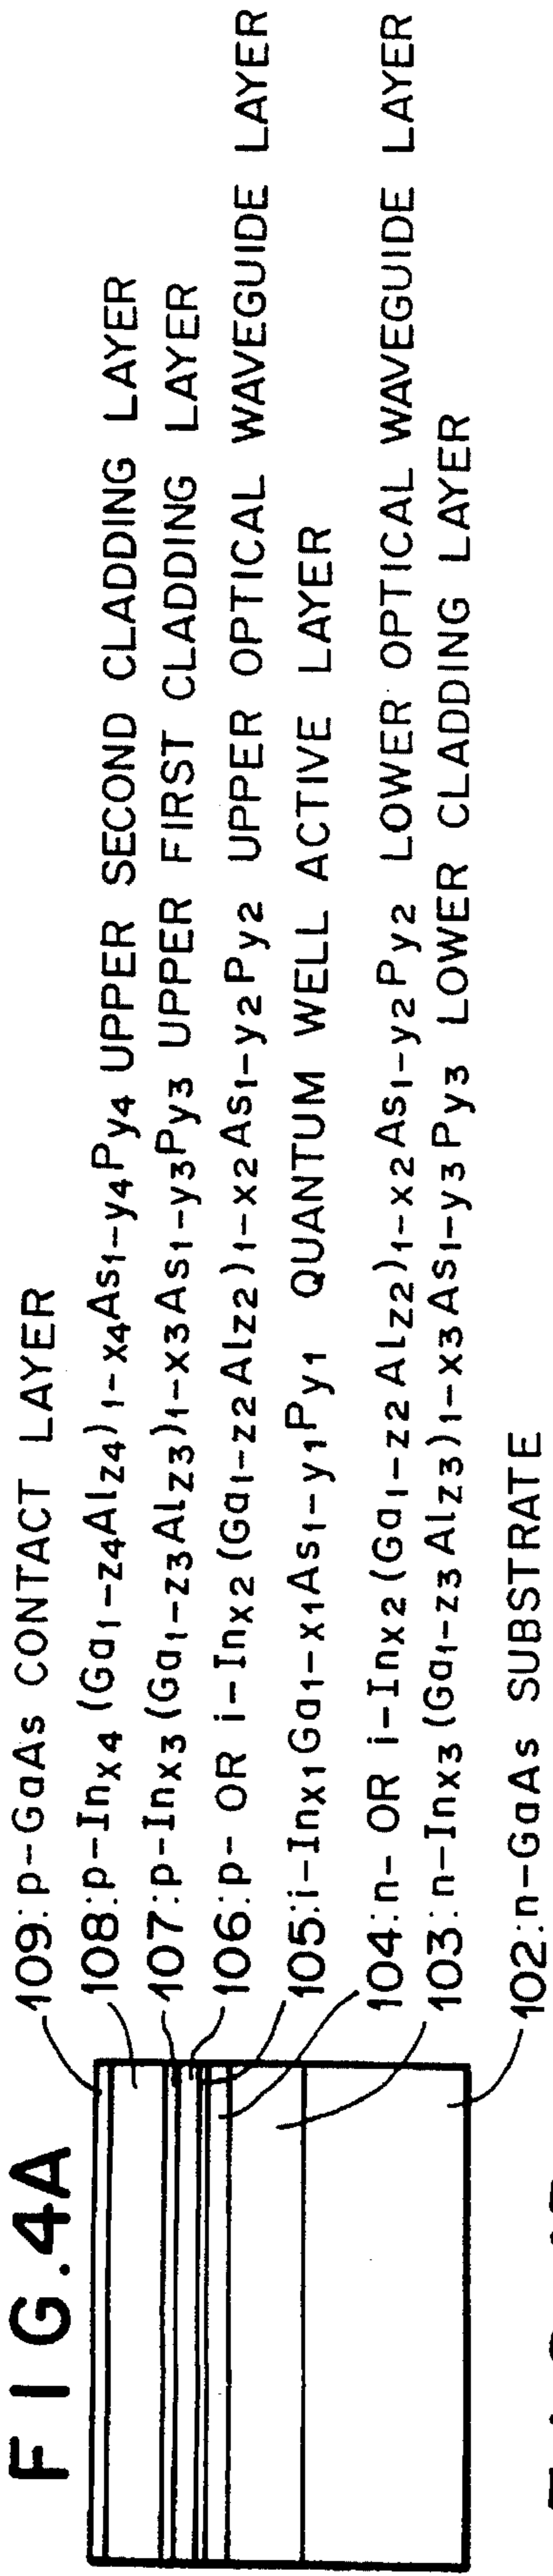 FIG.4A
109:p-GaAs CONTACT LAYER
108:p-Inx4(Ga1-z4Alz4)1-x4As1-y4Py4 UPPER SECOND CLADDING LAYER
107:p-Inx3(Ga1-z3Alz3)1-x3As1-y3Py3 UPPER FIRST CLADDING LAYER
106:p- OR i-Inx2(Ga1-z2Alz2)1-x2As1-y2Py2 UPPER OPTICAL WAVEGUIDE LAYER
105:i-Inx1Ga1-x1As1-y1Py1 QUANTUM WELL ACTIVE LAYER
104:n- OR i-Inx2(Ga1-z2Alz2)1-x2As1-y2Py2 LOWER OPTICAL WAVEGUIDE LAYER
103:n-Inx3(Ga1-z3Alz3)1-x3As1-y3Py3 LOWER CLADDING LAYER
102:n-GaAs SUBSTRATE